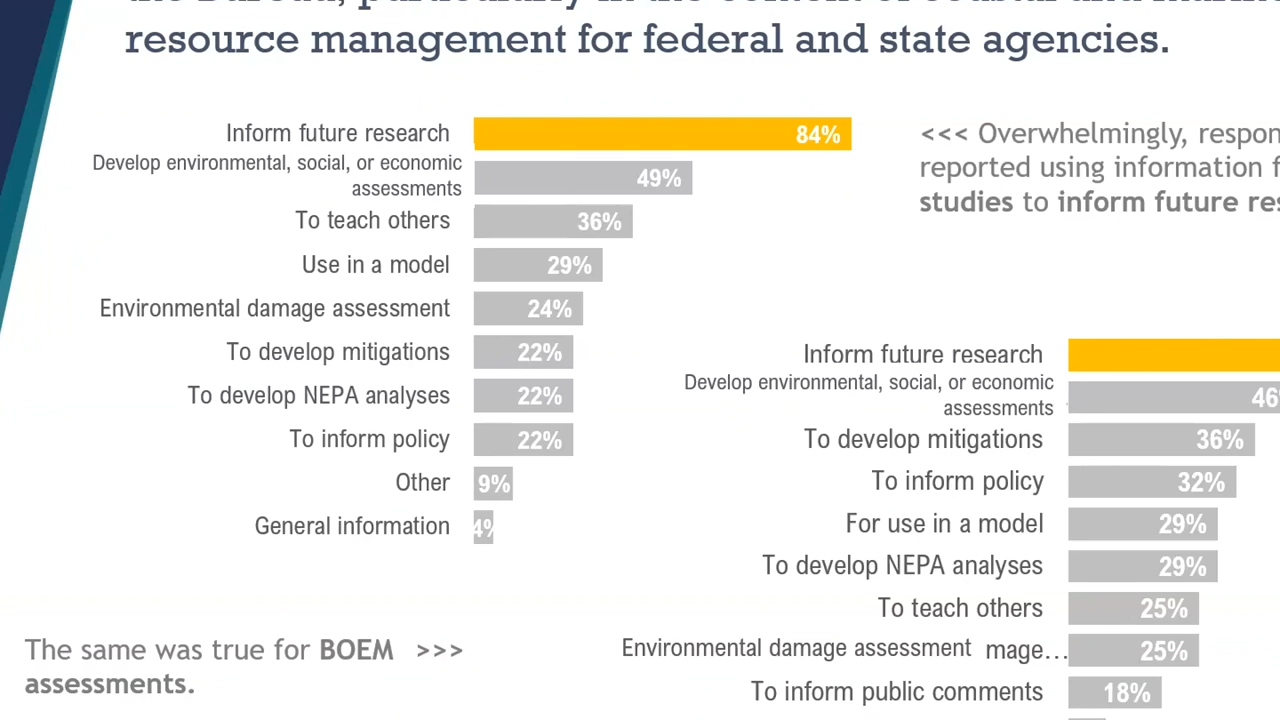 resource management for federal and state agencies.
Inform future research 84%
Develop environmental, social, or economic
assessments 49%
To teach others 36%
Use in a model 29%
Environmental damage assessment 24%
To develop mitigations 22%
To develop NEPA analyses 22%
To inform policy 22%
Other 9%
General information 4%
<<< Overwhelmingly,
reported using information
studies to inform future
Inform future research
Develop environmental, social, or economic
assessments 46
To develop mitigations 36%
To inform policy 32%
For use in a model 29%
To develop NEPA analyses 29%
To teach others 25%
Environmental damage assessment mage... 25%
To inform public comments 18%
The same was true for BOEM >>>
assessments.